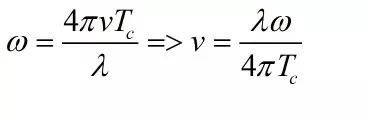 ω = 4πvT_c / λ => v = λω / 4πT_c